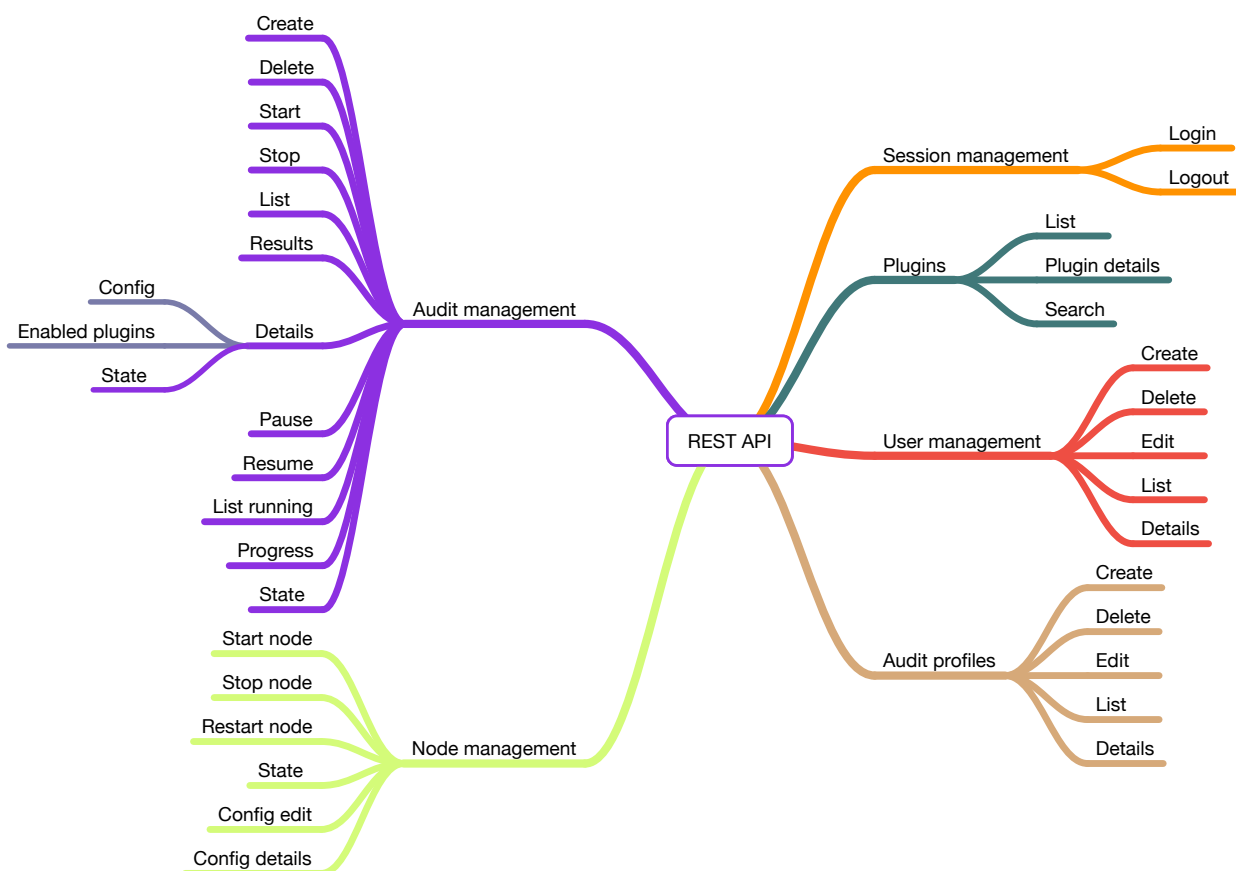 REST API
Audit management
Create
Delete
Start
Stop
List
Results
Details
Config
Enabled plugins
State
Pause
Resume
List running
Progress
State
Node management
Start node
Stop node
Restart node
State
Config edit
Config details
Session management
Login
Logout
Plugins
List
Plugin details
Search
User management
Create
Delete
Edit
List
Details
Audit profiles
Create
Delete
Edit
List
Details